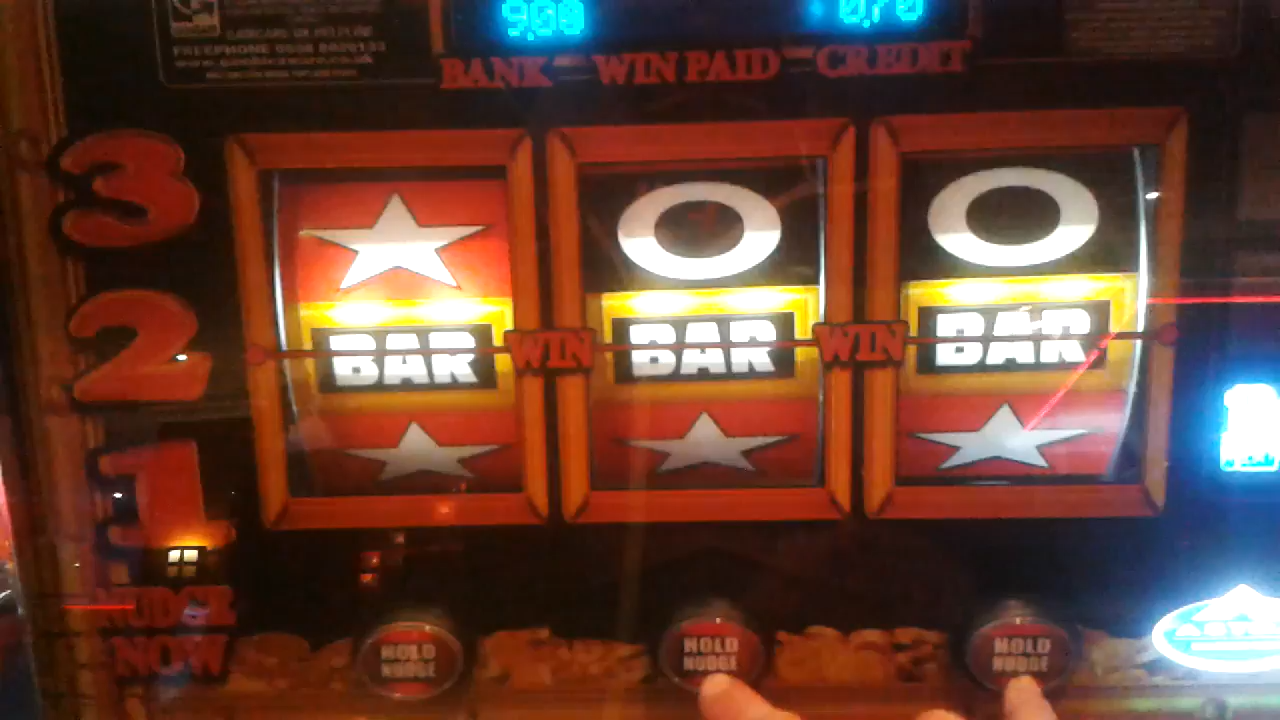 9.00 0.70
FREEPHONE
BANK WIN PAID CREDIT
3
2
1
BAR WIN BAR WIN BAR
NUDGE
NOW
HOLD
NUDGE
HOLD
NUDGE
HOLD
NUDGE